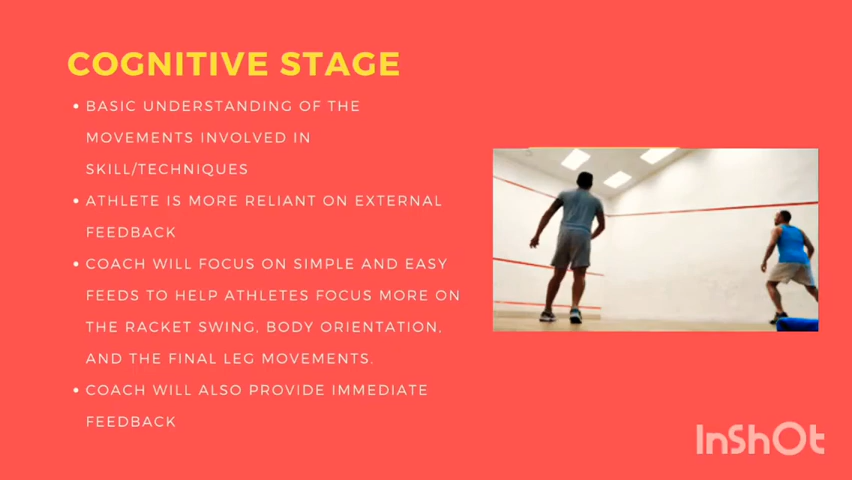 COGNITIVE STAGE
• BASIC UNDERSTANDING OF THE
MOVEMENTS INVOLVED IN
SKILL/TECHNIQUES
• ATHLETE IS MORE RELIANT ON EXTERNAL
FEEDBACK
• COACH WILL FOCUS ON SIMPLE AND EASY
FEEDS TO HELP ATHLETES FOCUS MORE ON
THE RACKET SWING, BODY ORIENTATION,
AND THE FINAL LEG MOVEMENTS.
• COACH WILL ALSO PROVIDE IMMEDIATE
FEEDBACK
InShOt